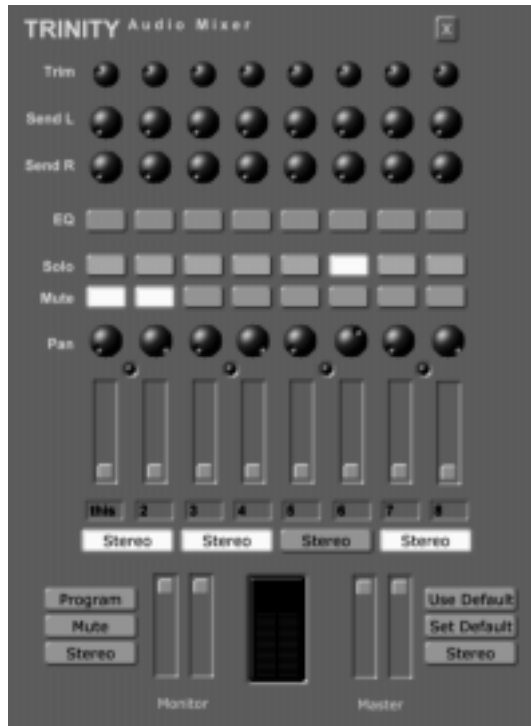 TRINITY Audio Mixer X
Trim
Send L
Send R
EQ
Solo
Mute
Pan
this 2 3 4 5 6 7 8
Stereo Stereo Stereo Stereo
Program Use Default
Mute Set Default
Stereo Stereo
Monitor Master